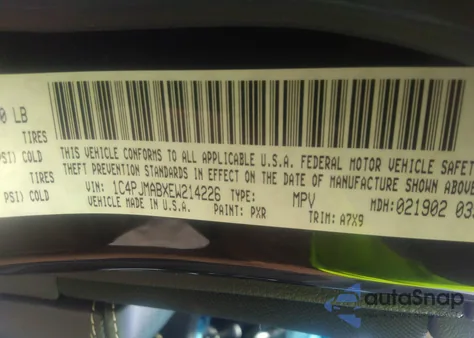 0 LB
TIRES
PSI) COLD
TIRES
PSI) COLD
THIS VEHICLE CONFORMS TO ALL APPLICABLE U.S.A. FEDERAL MOTOR VEHICLE SAFET
THEFT PREVENTION STANDARDS IN EFFECT ON THE DATE OF MANUFACTURE SHOWN ABOV
VIN: 1C4PJMABXEW214226 TYPE: MPV MDH: 021902 03
VEHICLE MADE IN U.S.A. PAINT: PXR TRIM: A7X9
autoSnap